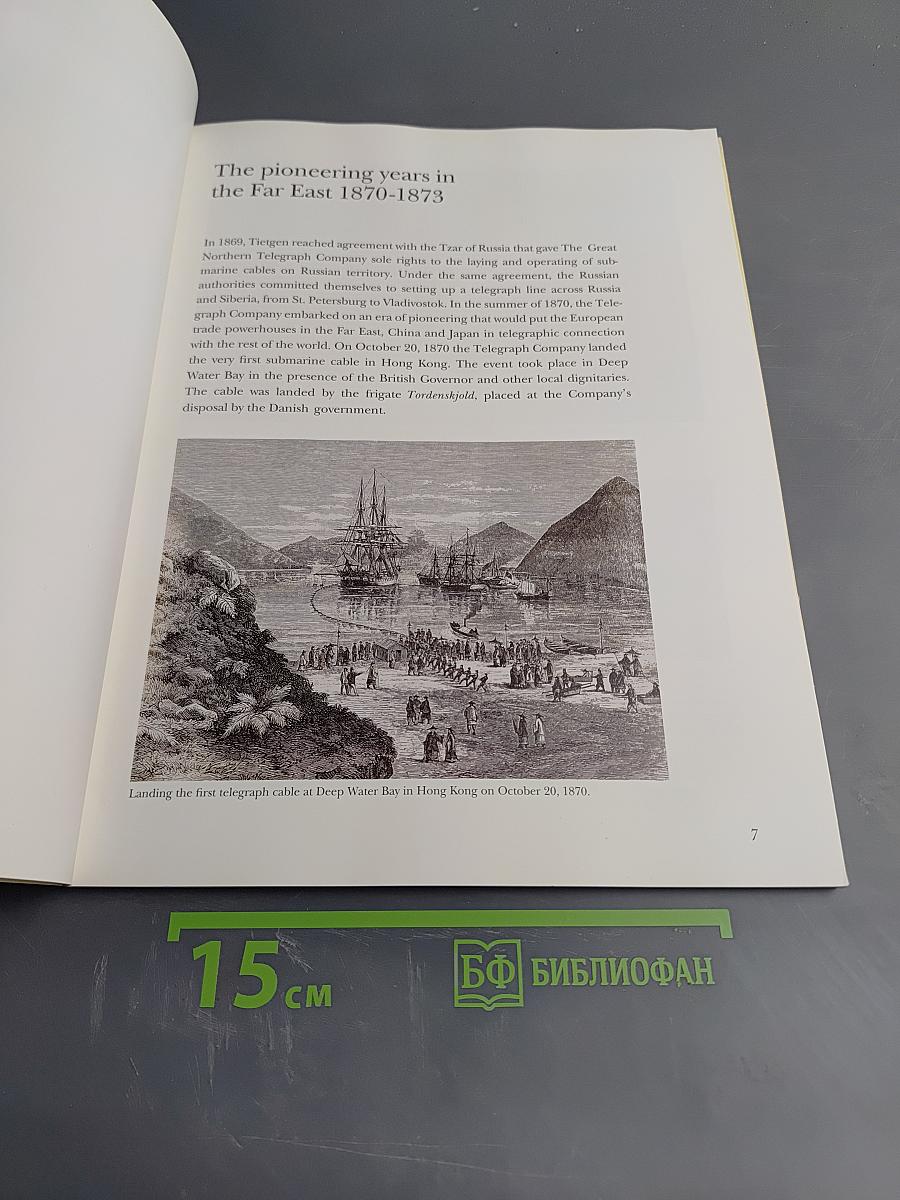 The pioneering years in
the Far East 1870-1873
In 1869, Tietgen reached agreement with the Tzar of Russia that gave The Great
Northern Telegraph Company sole rights to the laying and operating of sub-
marine cables on Russian territory. Under the same agreement, the Russian
authorities committed themselves to setting up a telegraph line across Russia
and Siberia, from St. Petersburg to Vladivostok. In the summer of 1870, the Tele-
graph Company embarked on an era of pioneering that would put the European
trade powerhouses in the Far East, China and Japan in telegraphic connection
with the rest of the world. On October 20, 1870 the Telegraph Company landed
the very first submarine cable in Hong Kong. The event took place in Deep
Water Bay in the presence of the British Governor and other local dignitaries.
The cable was landed by the frigate Tordenskjold, placed at the Company's
disposal by the Danish government.
Landing the first telegraph cable at Deep Water Bay in Hong Kong on October 20, 1870.
7
15 см
БФ БИБЛИОФАН